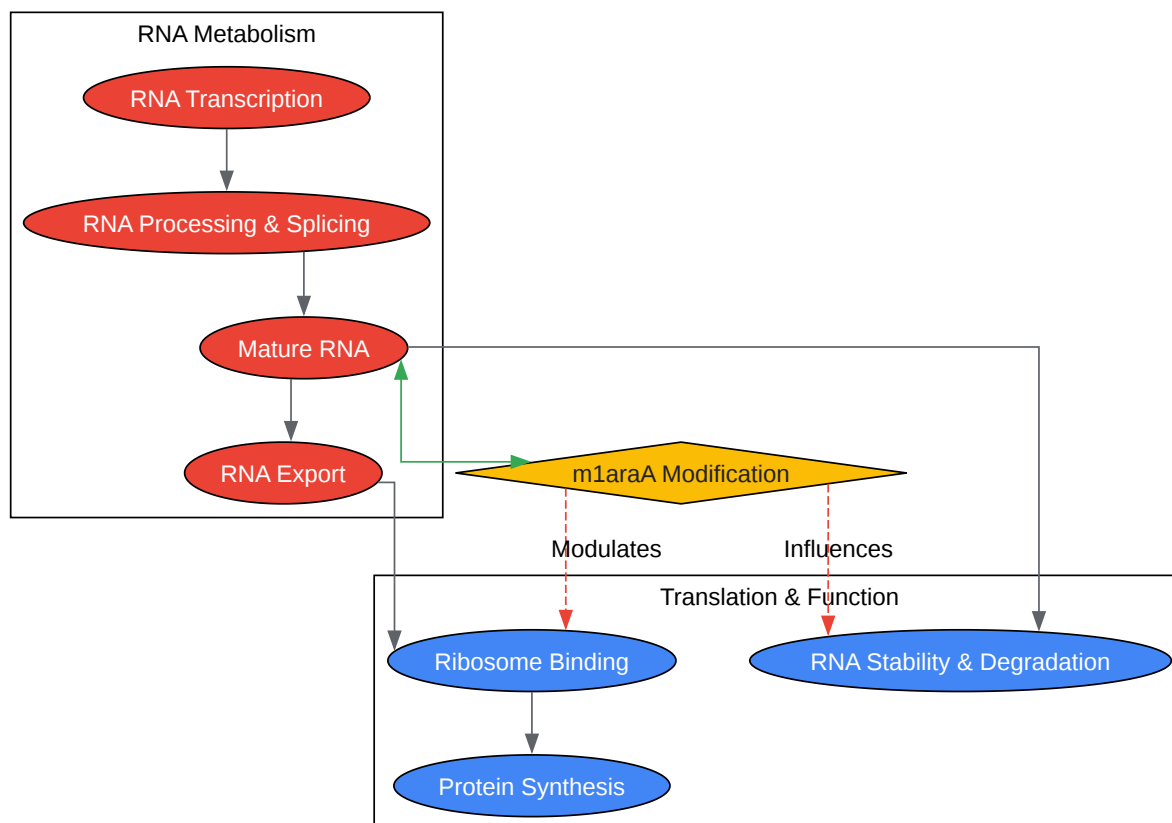 RNA Metabolism
RNA Transcription
RNA Processing & Splicing
Mature RNA
RNA Export
m1araA Modification
Modulates
Influences
Translation & Function
Ribosome Binding
RNA Stability & Degradation
Protein Synthesis